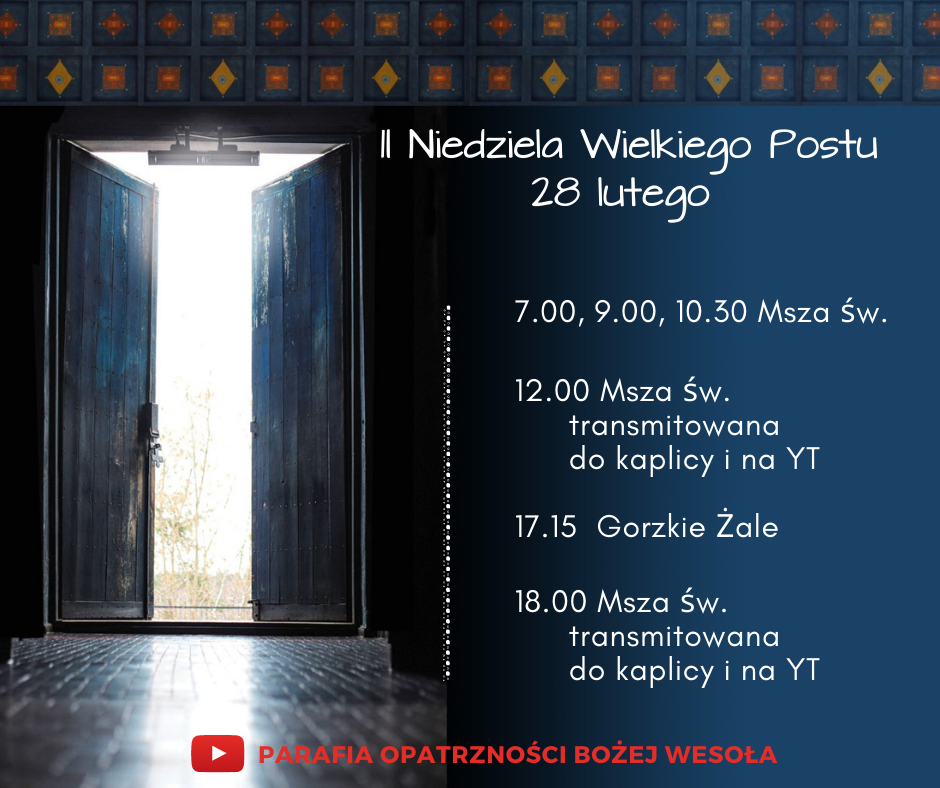 II Niedziela Wielkiego Postu
28 lutego
7.00, 9.00, 10.30 Msza św.
12.00 Msza św.
transmitowana
do kaplicy i na YT
17.15 Gorzkie Żale
18.00 Msza św.
transmitowana
do kaplicy i na YT
PARAFIA OPATRZNOŚCI BOŻEJ WESOŁA